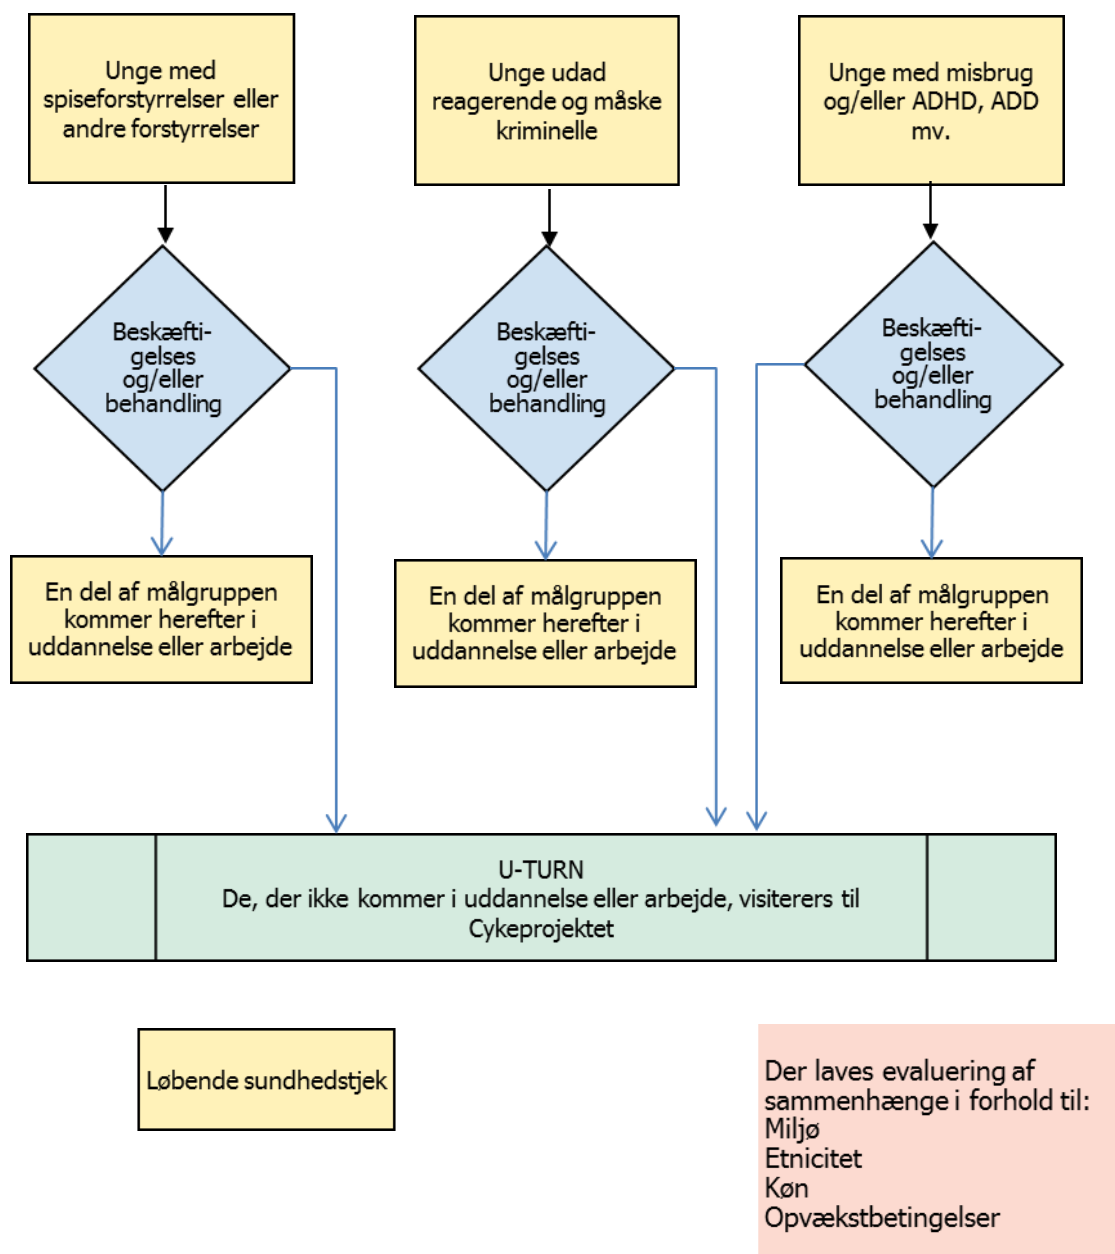 Unge med
spiseforstyrrelser eller
andre forstyrrelser
Unge udad
reagerende og måske
kriminelle
Unge med misbrug
og/eller ADHD, ADD
mv.
Beskæfti-
gelses
og/eller
behandling
Beskæfti-
gelses
og/eller
behandling
Beskæfti-
gelses
og/eller
behandling
En del af målgruppen
kommer herefter i
uddannelse eller arbejde
En del af målgruppen
kommer herefter i
uddannelse eller arbejde
En del af målgruppen
kommer herefter i
uddannelse eller arbejde
U-TURN
De, der ikke kommer i uddannelse eller arbejde, visiterers til
Cykeprojektet
Løbende sundhedstjek
Der laves evaluering af
sammenhænge i forhold til:
Miljø
Etnicitet
Køn
Opvækstbetingelser